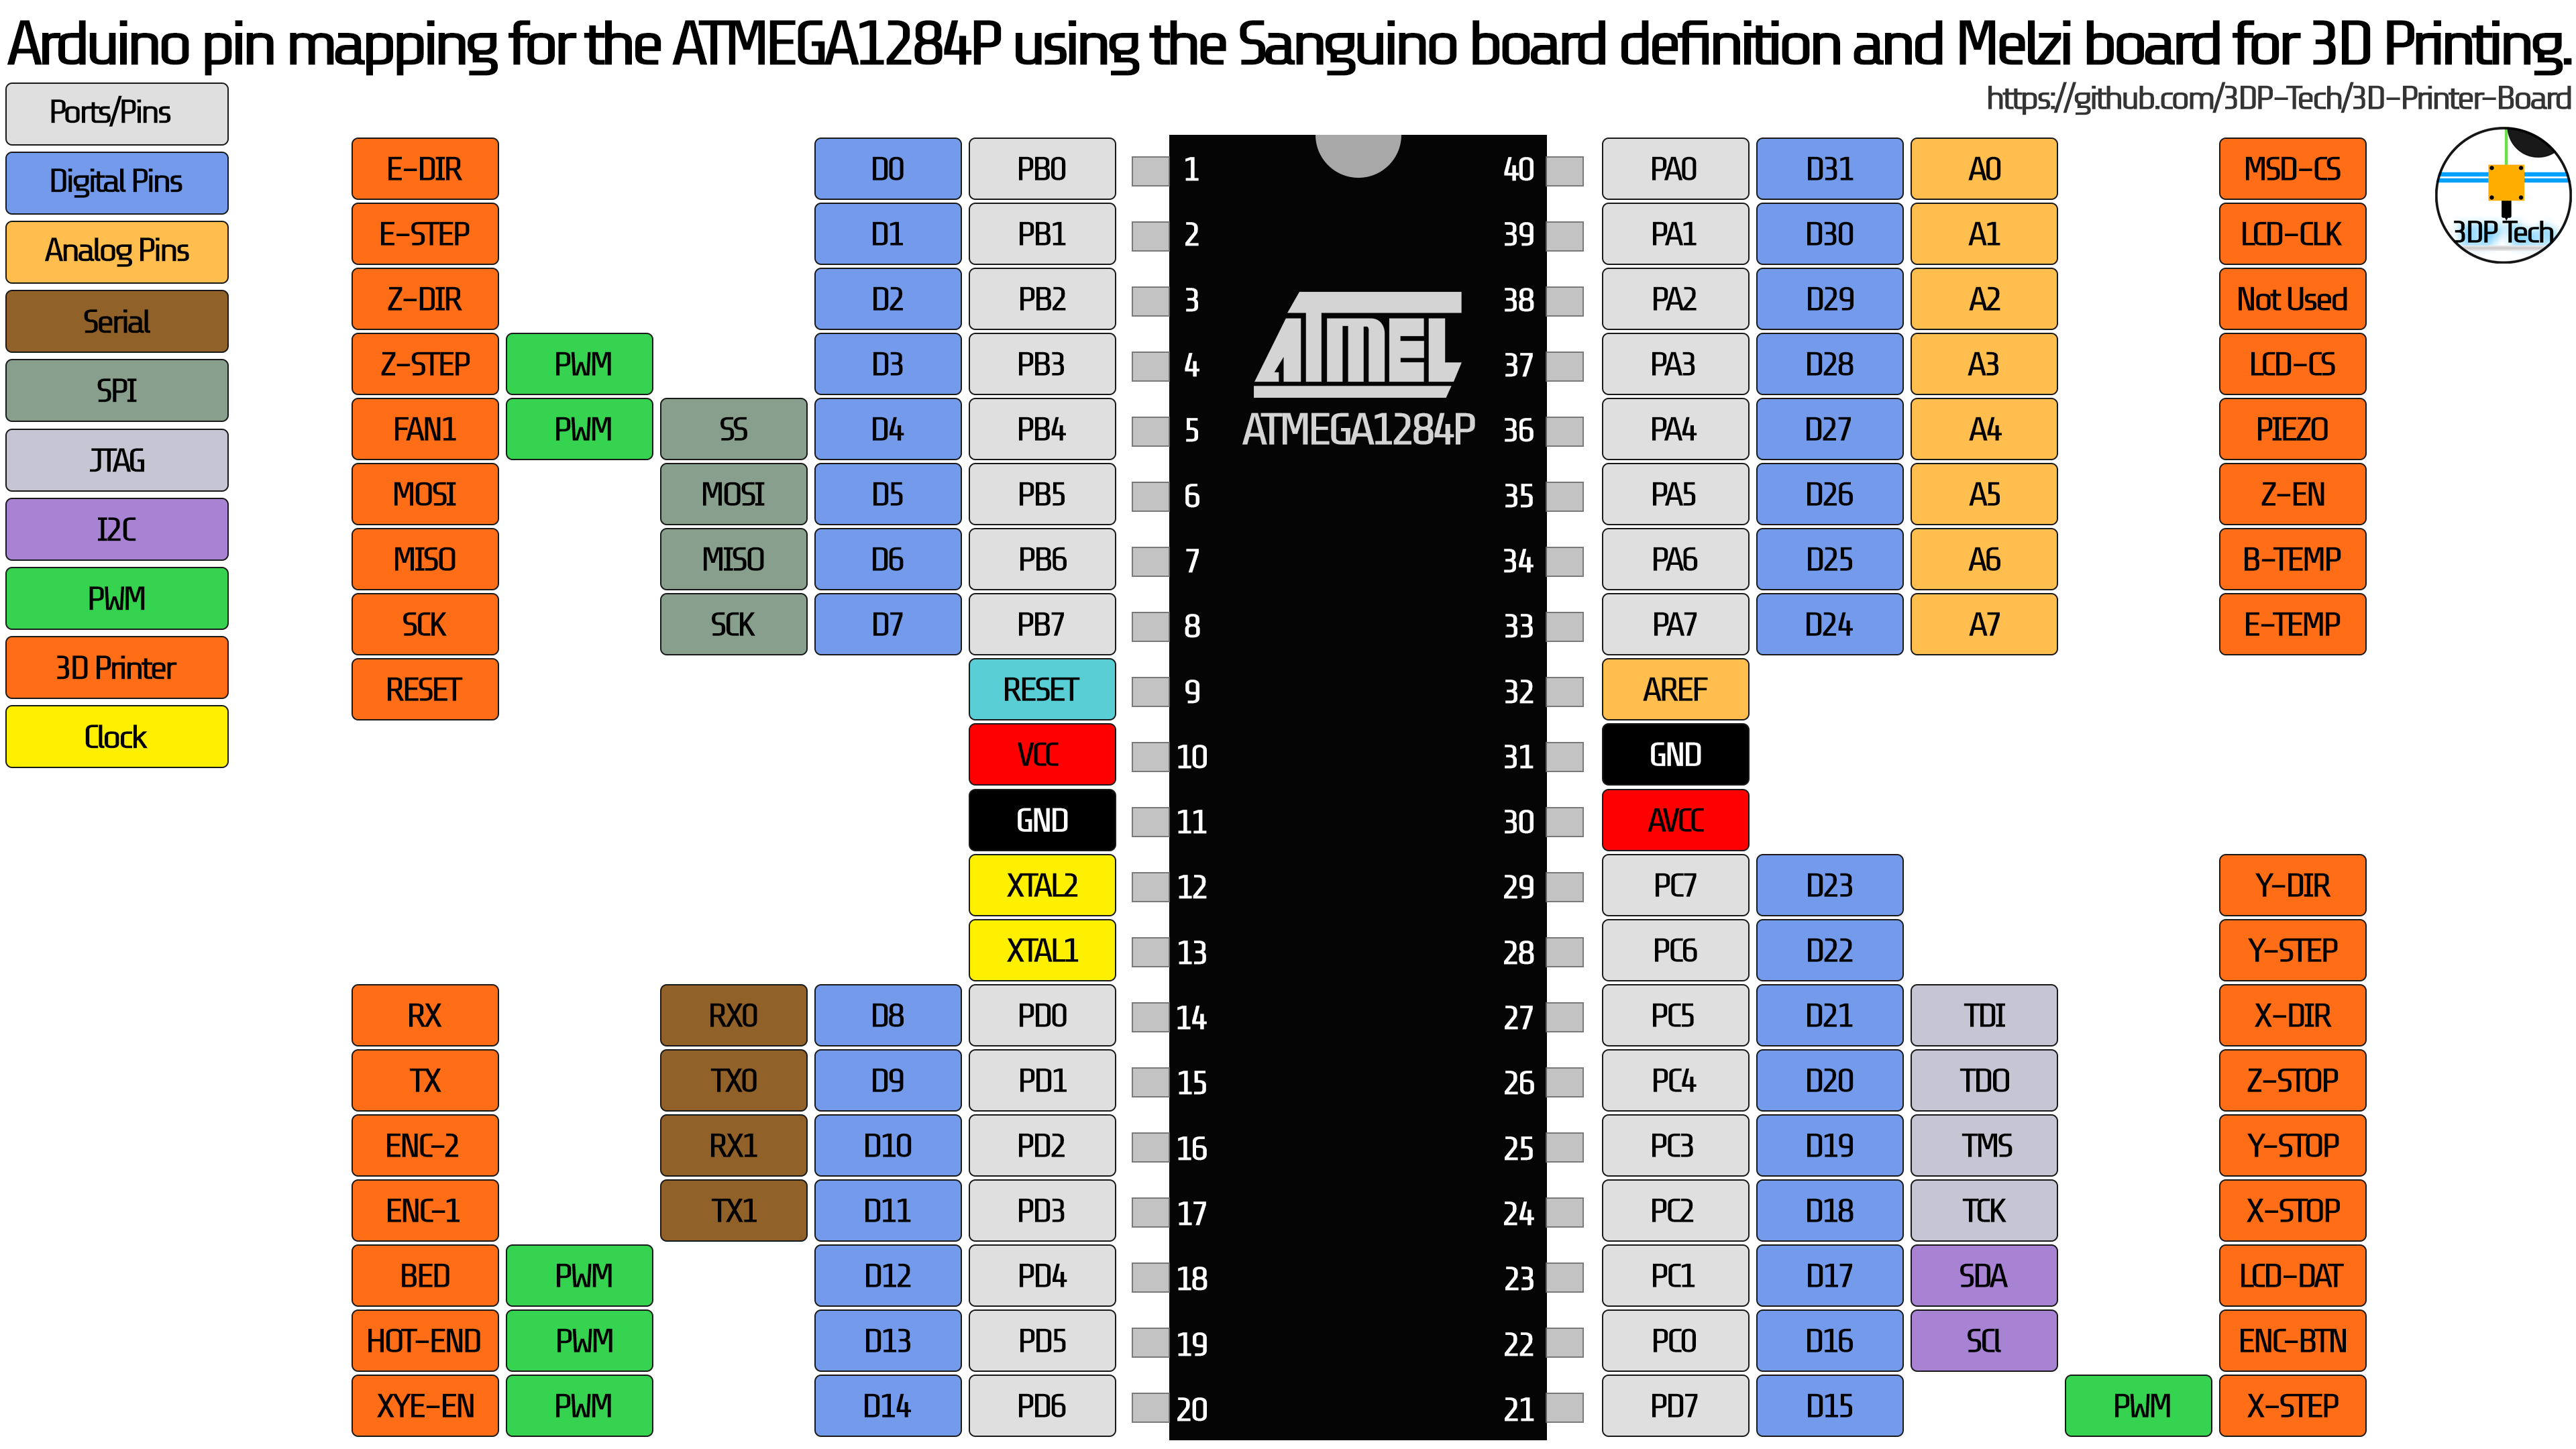 Arduino pin mapping for the ATMEGA1284P using the Sanguino board definition and Melzi board for 3D Printing.
https://github.com/3DP-Tech/3D-Printer-Board
3DP Tech
Ports/Pins
Digital Pins
Analog Pins
Serial
SPI
JTAG
I2C
PWM
3D Printer
Clock
ATMEL
ATMEGA1284P
E-DIR D0 PB0 1 40 PA0 D31 A0 MSD-CS
E-STEP D1 PB1 2 39 PA1 D30 A1 LCD-CLK
Z-DIR D2 PB2 3 38 PA2 D29 A2 Not Used
Z-STEP PWM D3 PB3 4 37 PA3 D28 A3 LCD-CS
FAN1 PWM SS D4 PB4 5 36 PA4 D27 A4 PIEZO
MOSI MOSI D5 PB5 6 35 PA5 D26 A5 Z-EN
MISO MISO D6 PB6 7 34 PA6 D25 A6 B-TEMP
SCK SCK D7 PB7 8 33 PA7 D24 A7 E-TEMP
RESET RESET 9 32 AREF
VCC 10 31 GND
GND 11 30 AVCC
XTAL2 12 29 PC7 D23 Y-DIR
XTAL1 13 28 PC6 D22 Y-STEP
RX RX0 D8 PD0 14 27 PC5 D21 TDI X-DIR
TX TX0 D9 PD1 15 26 PC4 D20 TDO Z-STOP
ENC-2 RX1 D10 PD2 16 25 PC3 D19 TMS Y-STOP
ENC-1 TX1 D11 PD3 17 24 PC2 D18 TCK X-STOP
BED PWM D12 PD4 18 23 PC1 D17 SDA LCD-DAT
HOT-END PWM D13 PD5 19 22 PC0 D16 SCl ENC-BTN
XYE-EN PWM D14 PD6 20 21 PD7 D15 PWM X-STEP